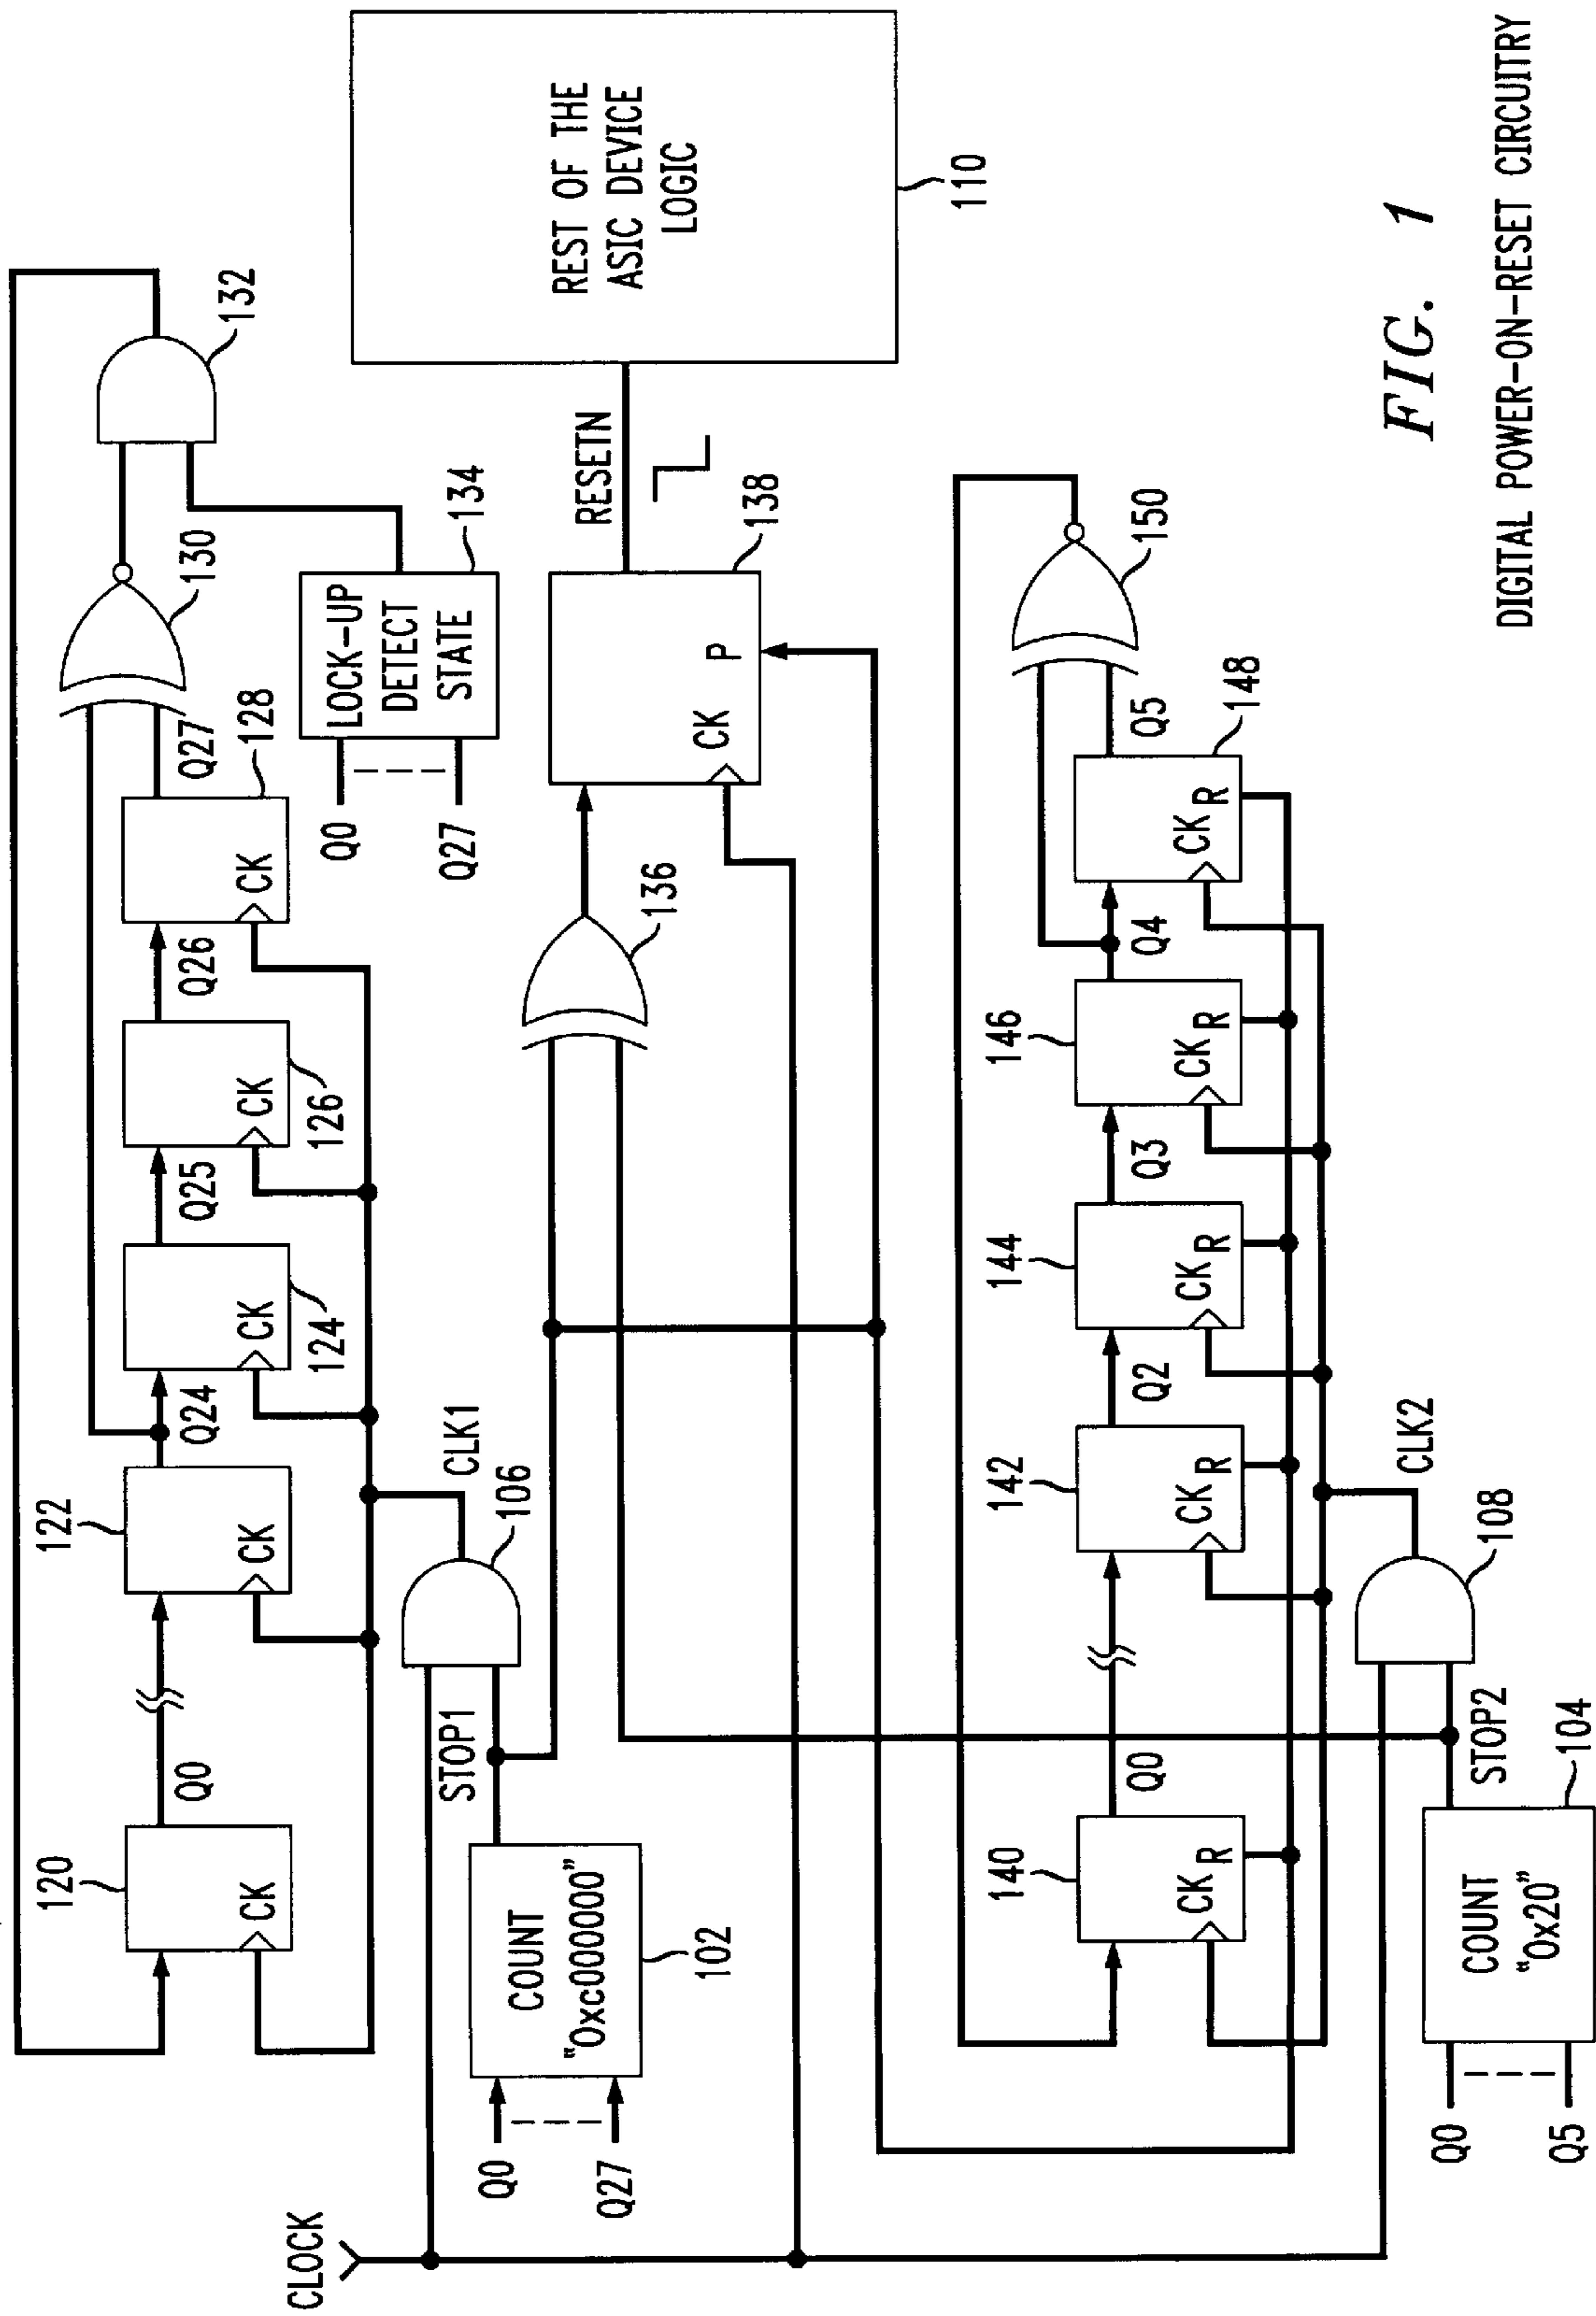 132
130
Q27
128
Q26
126
Q25
124
Q24
122
Q0
120
CK
CK
CK
CK
CK
LOCK-UP
DETECT
STATE
134
Q0
Q27
CLK1
106
STOP1
COUNT
"0xc000000"
102
Q0
Q27
CLOCK
136
CK
P
138
RESETN
REST OF THE
ASIC DEVICE
LOGIC
110
140
Q0
142
Q2
144
Q3
146
Q4
Q5
148
150
CK R
CK R
CK R
CK R
CK R
CLK2
108
STOP2
COUNT
"0x20"
104
Q0
Q5
FIG. 1
DIGITAL POWER-ON-RESET CIRCUITRY